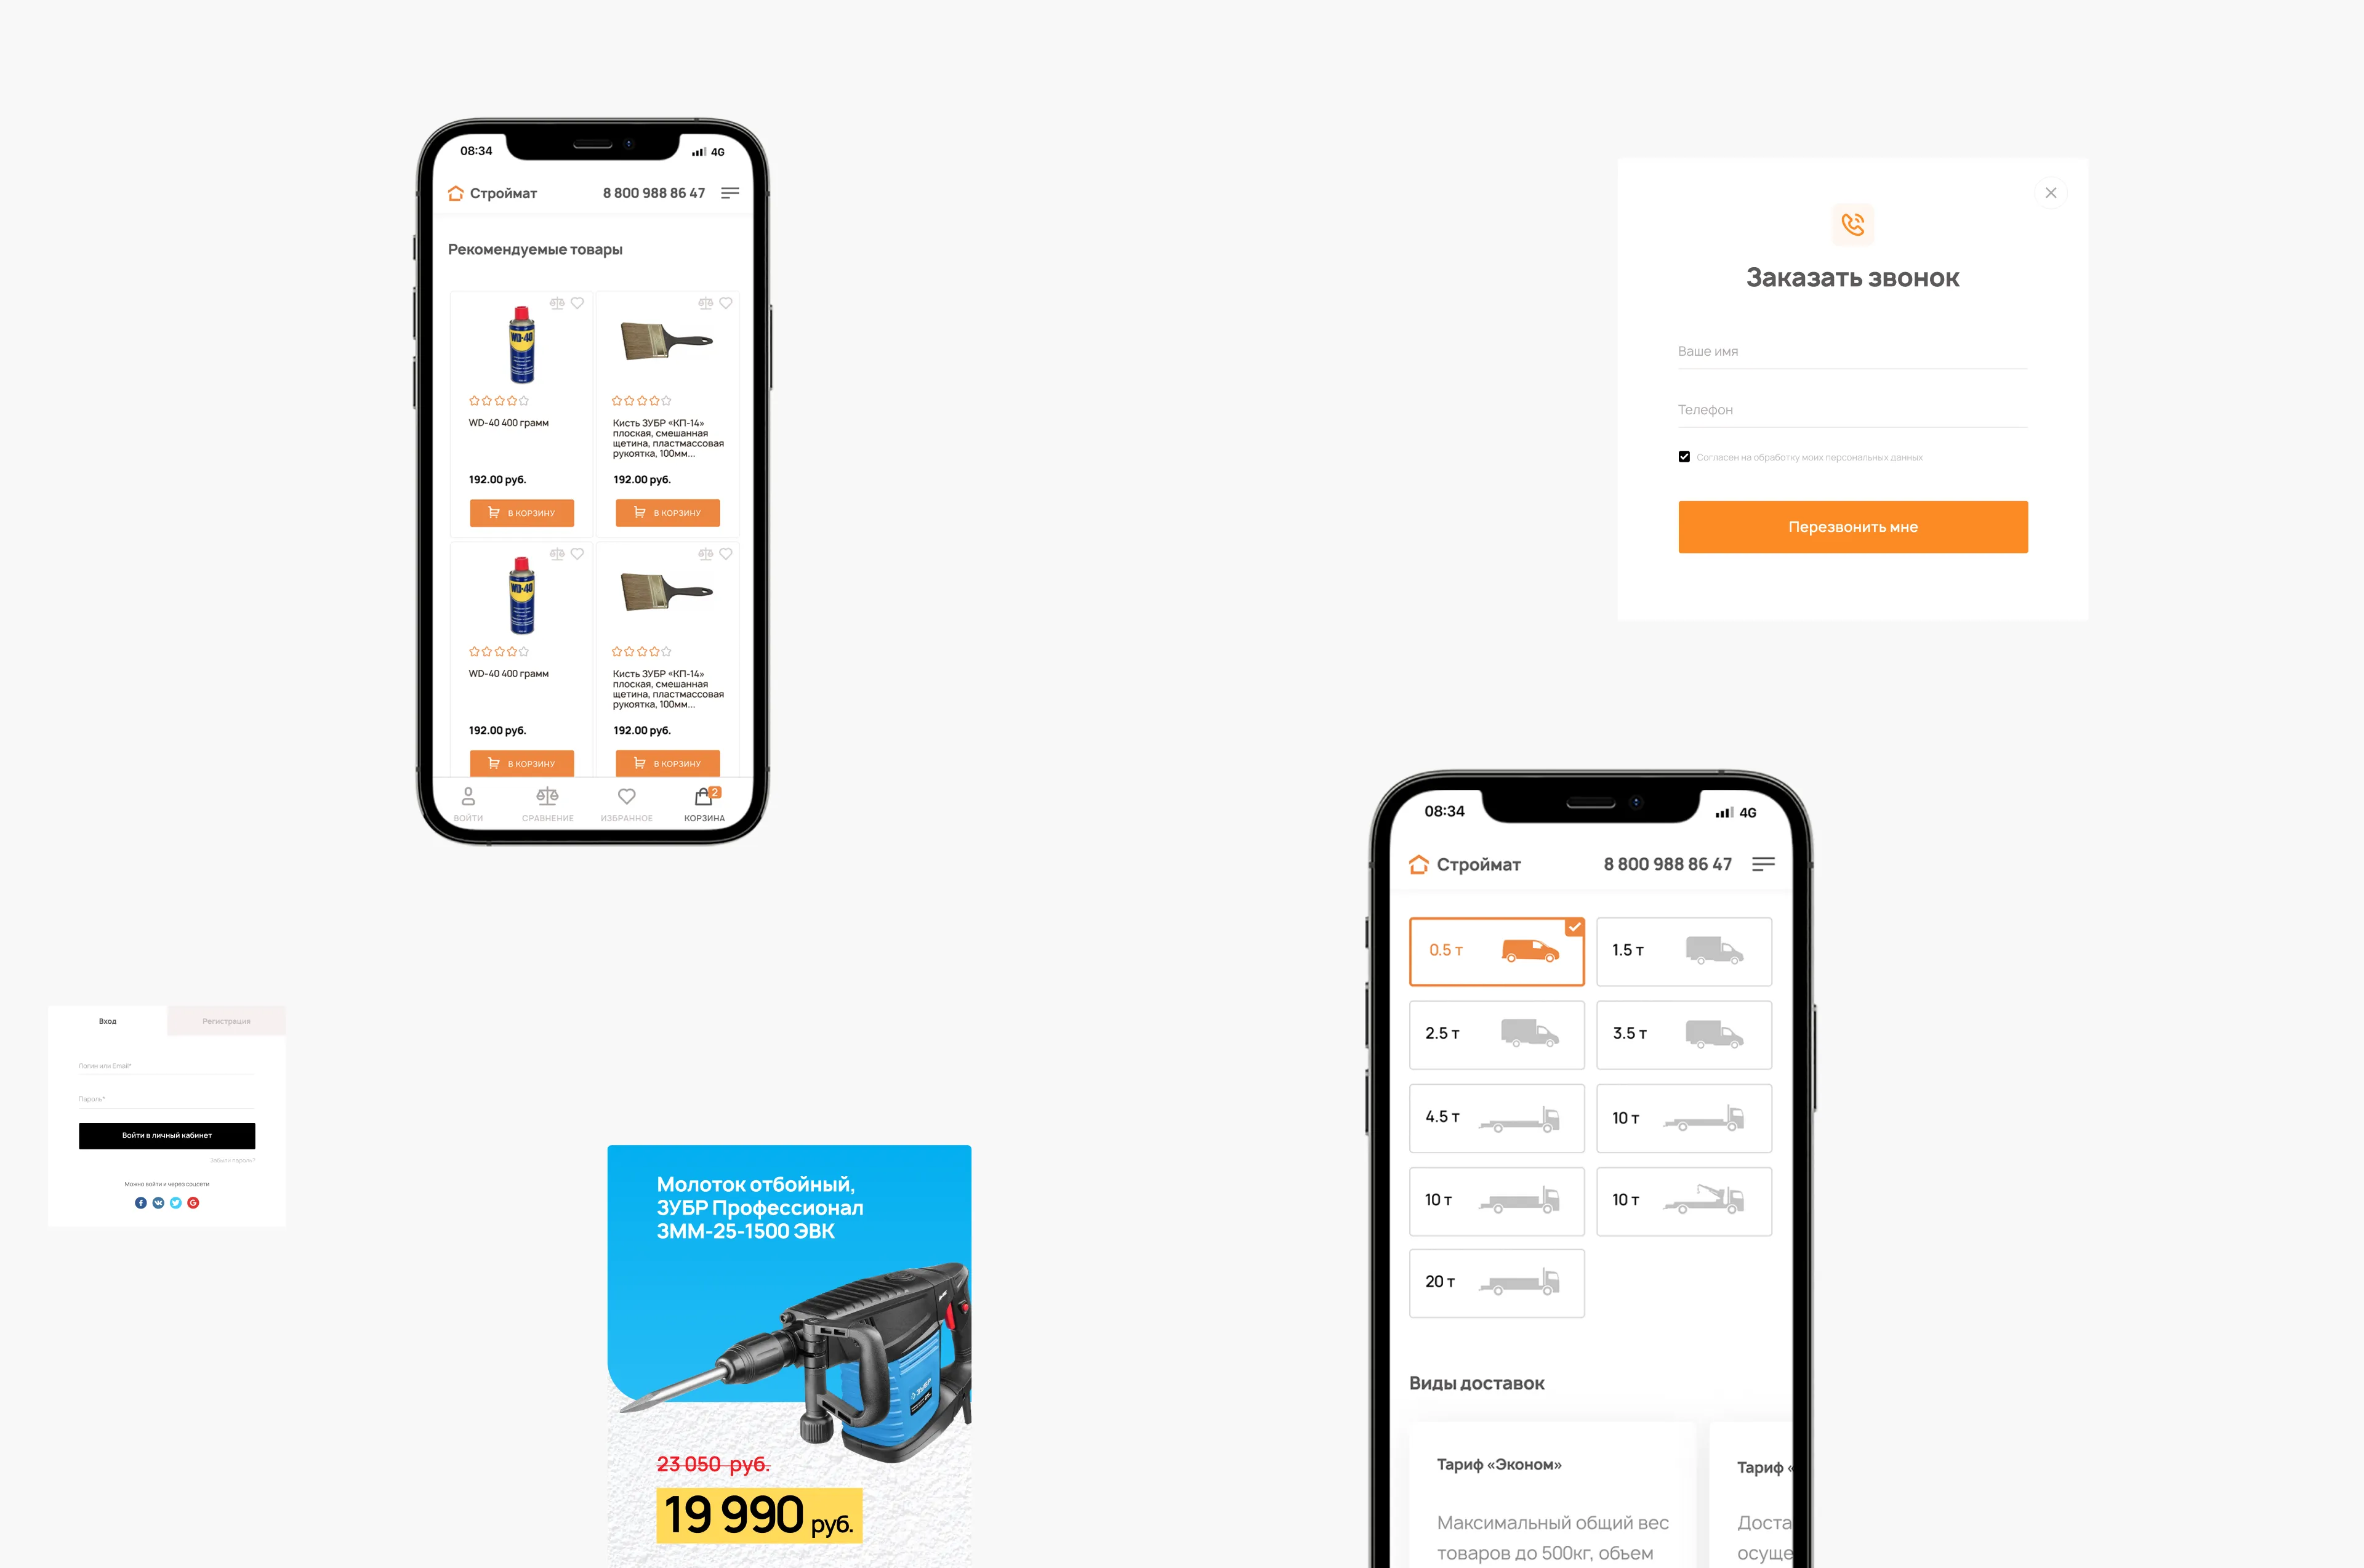 08:34
4G
Строймат
8 800 988 86 47
Рекомендуемые товары
WD-40
WD-40 400 грамм
192.00 руб.
В КОРЗИНУ
Кисть ЗУБР «КП-14»
плоская, смешанная
щетина, пластмассовая
рукоятка, 100мм...
192.00 руб.
В КОРЗИНУ
WD-40
WD-40 400 грамм
192.00 руб.
В КОРЗИНУ
Кисть ЗУБР «КП-14»
плоская, смешанная
щетина, пластмассовая
рукоятка, 100мм...
192.00 руб.
В КОРЗИНУ
ВОЙТИ
СРАВНЕНИЕ
ИЗБРАННОЕ
2
КОРЗИНА
Заказать звонок
Ваше имя
Телефон
Согласен на обработку моих персональных данных
Перезвонить мне
Вход
Регистрация
Логин или Email*
Пароль*
Войти в личный кабинет
Забыли пароль?
Можно войти и через соцсети
Молоток отбойный,
ЗУБР Профессионал
ЗММ-25-1500 ЭВК
ЗУБР
23 050 руб.
19 990 руб.
08:34
4G
Строймат
8 800 988 86 47
0.5 т
1.5 т
2.5 т
3.5 т
4.5 т
10 т
10 т
10 т
20 т
Виды доставок
Тариф «Эконом»
Максимальный общий вес
товаров до 500кг, объем
Тариф «
Доста
осуще